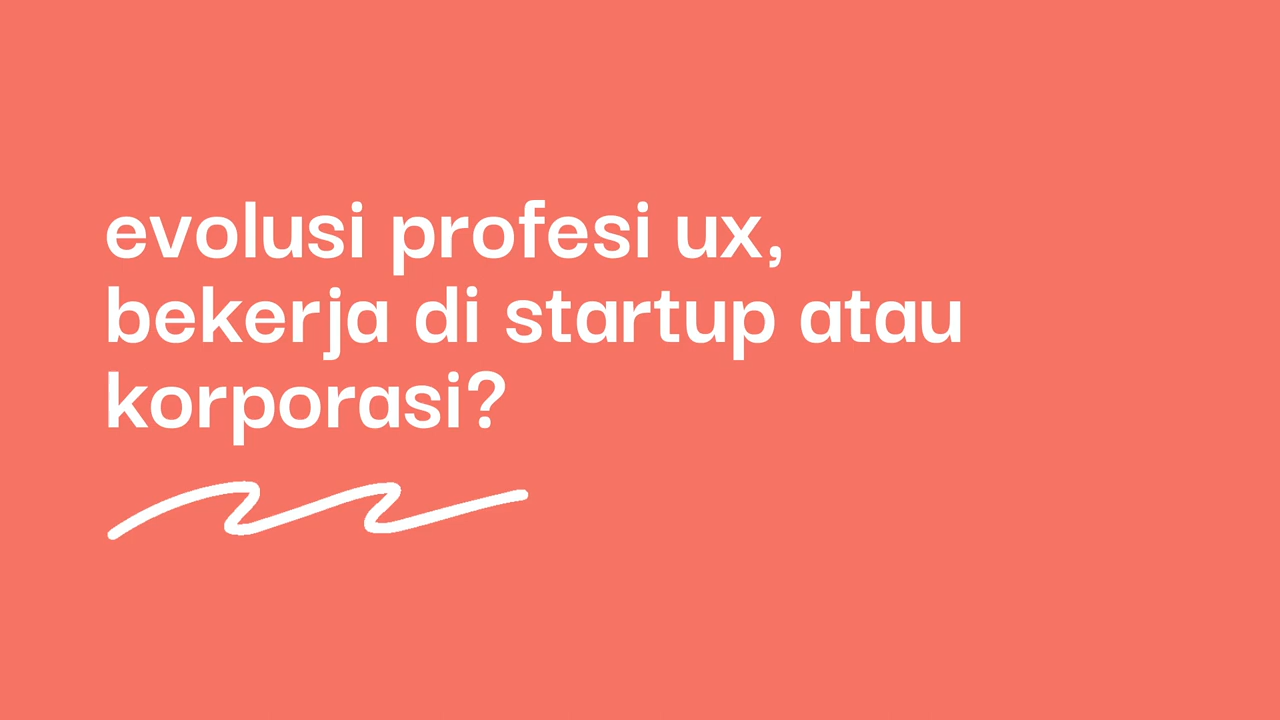 evolusi profesi ux,
bekerja di startup atau
korporasi?